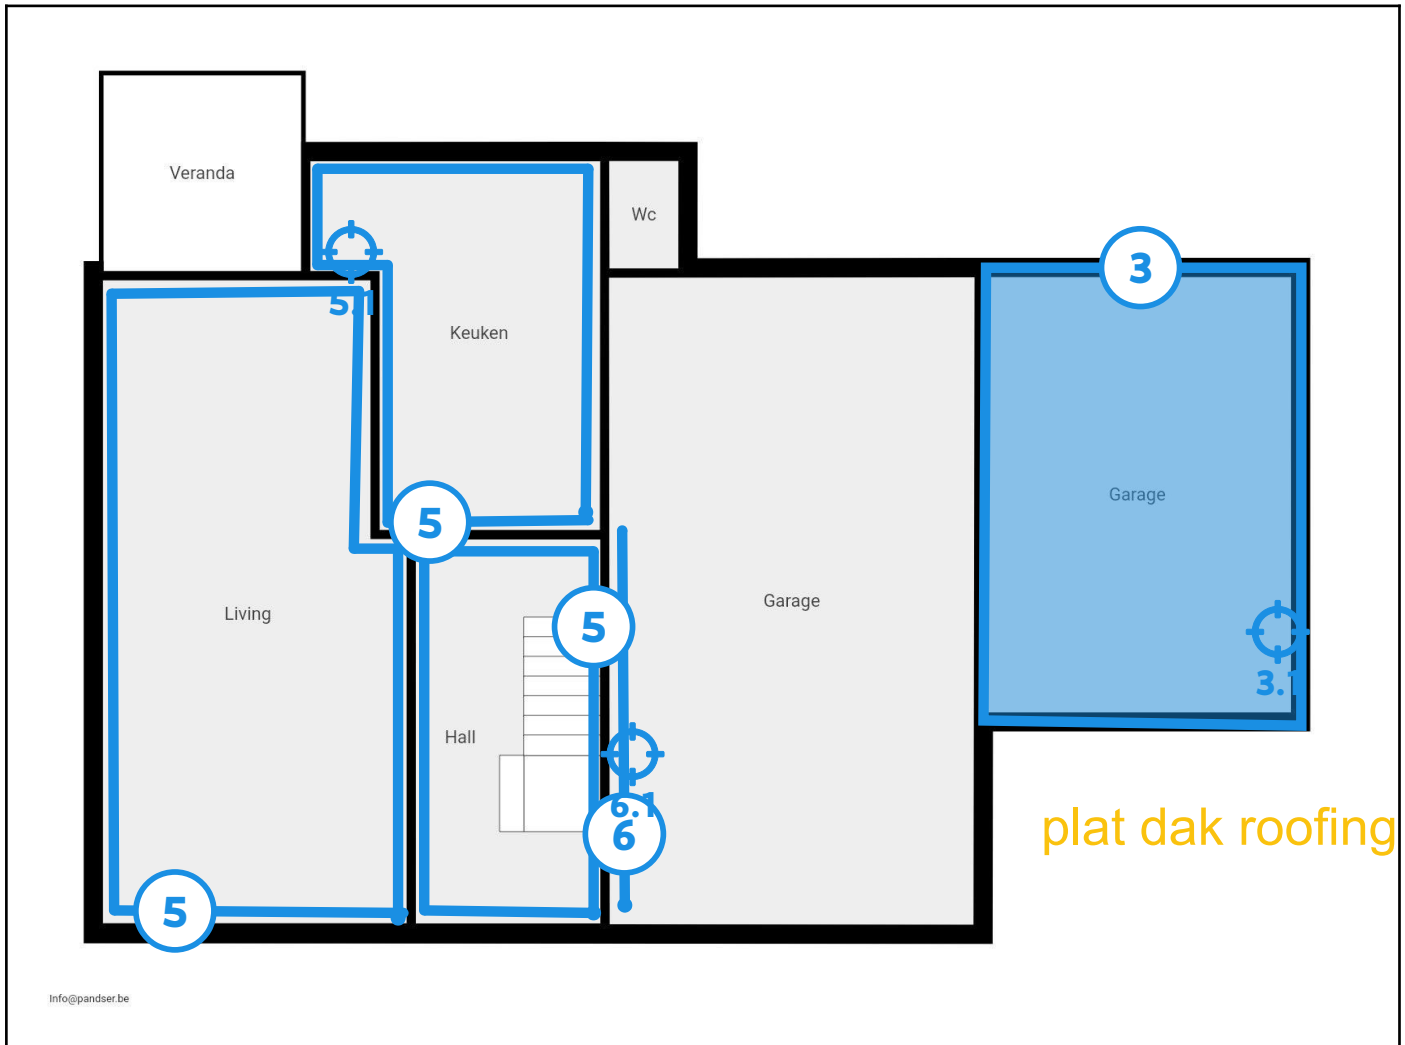 Veranda
Wc
3
5.1
Keuken
Garage
5
Garage
Living
5
3.1
Hall
6.1
6
plat dak roofing
5
Info@pandser.be